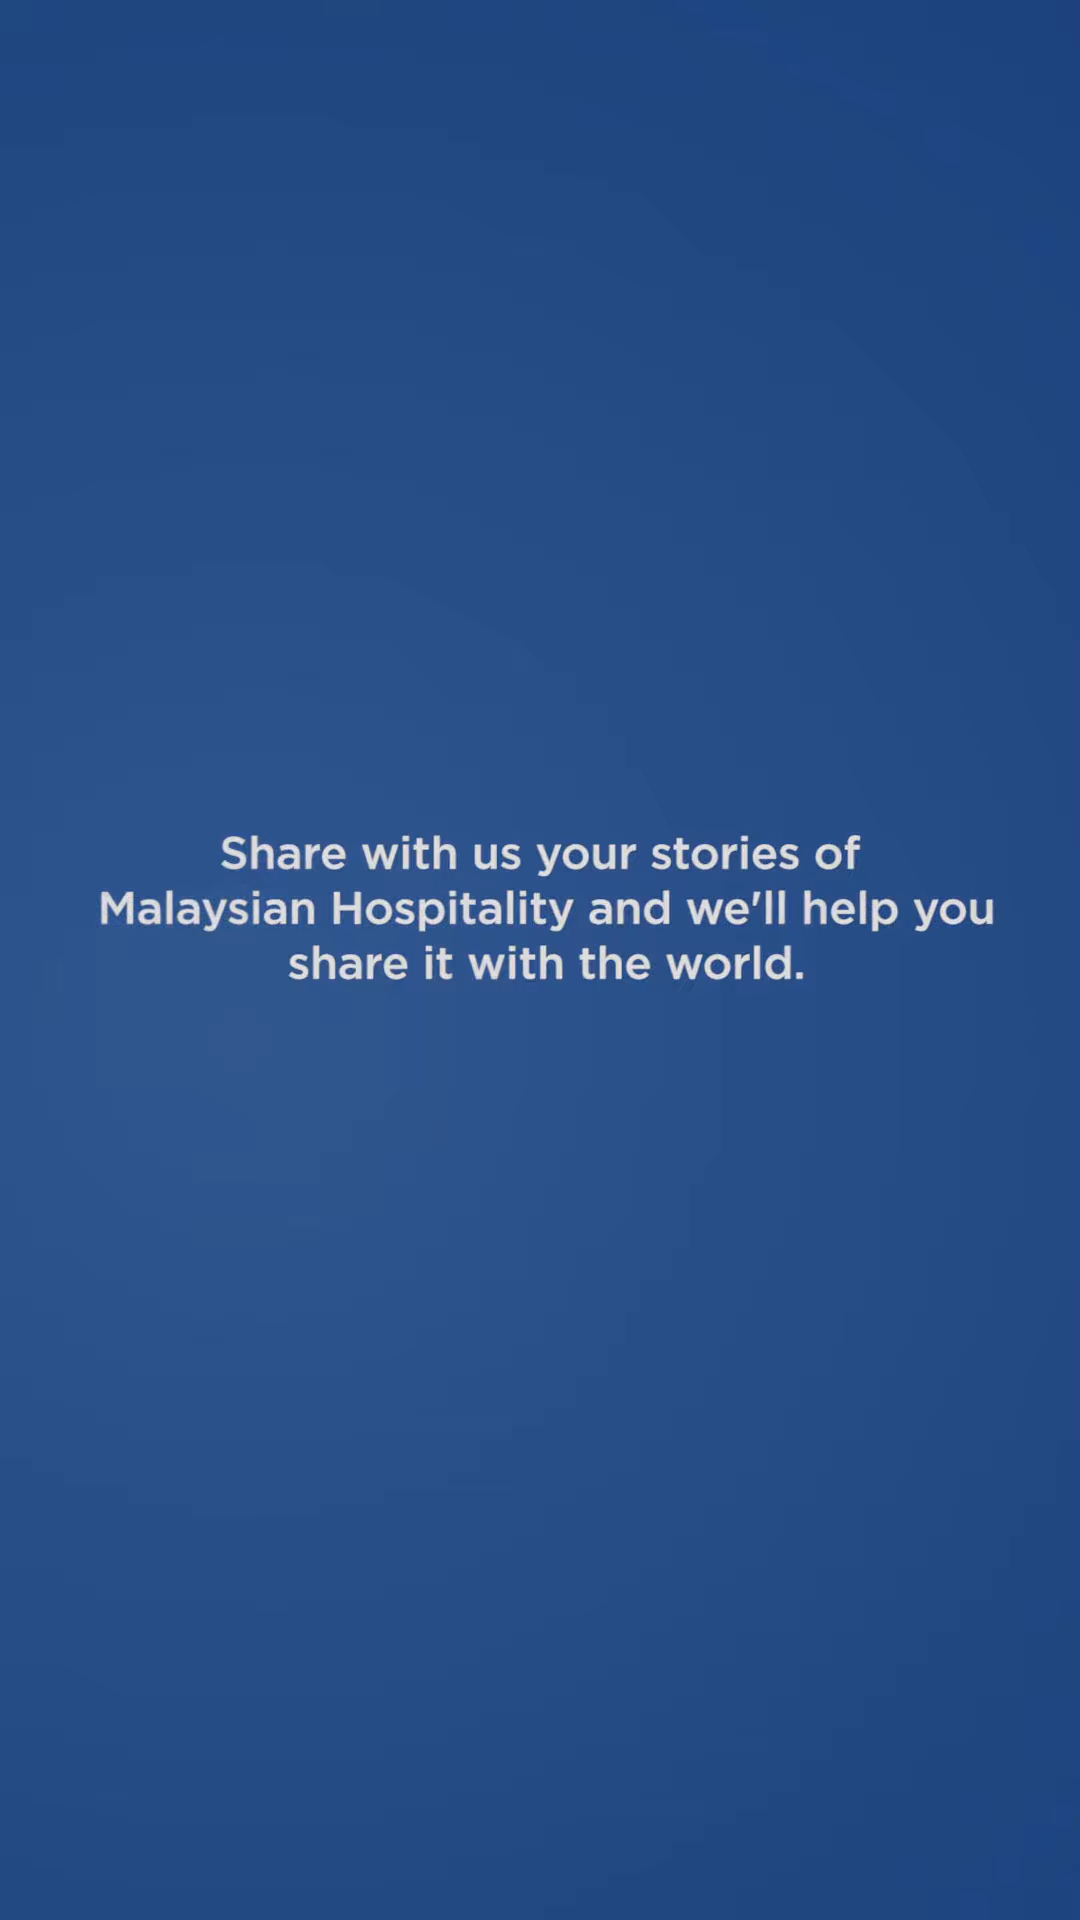 Share with us your stories of
Malaysian Hospitality and we'll help you
share it with the world.